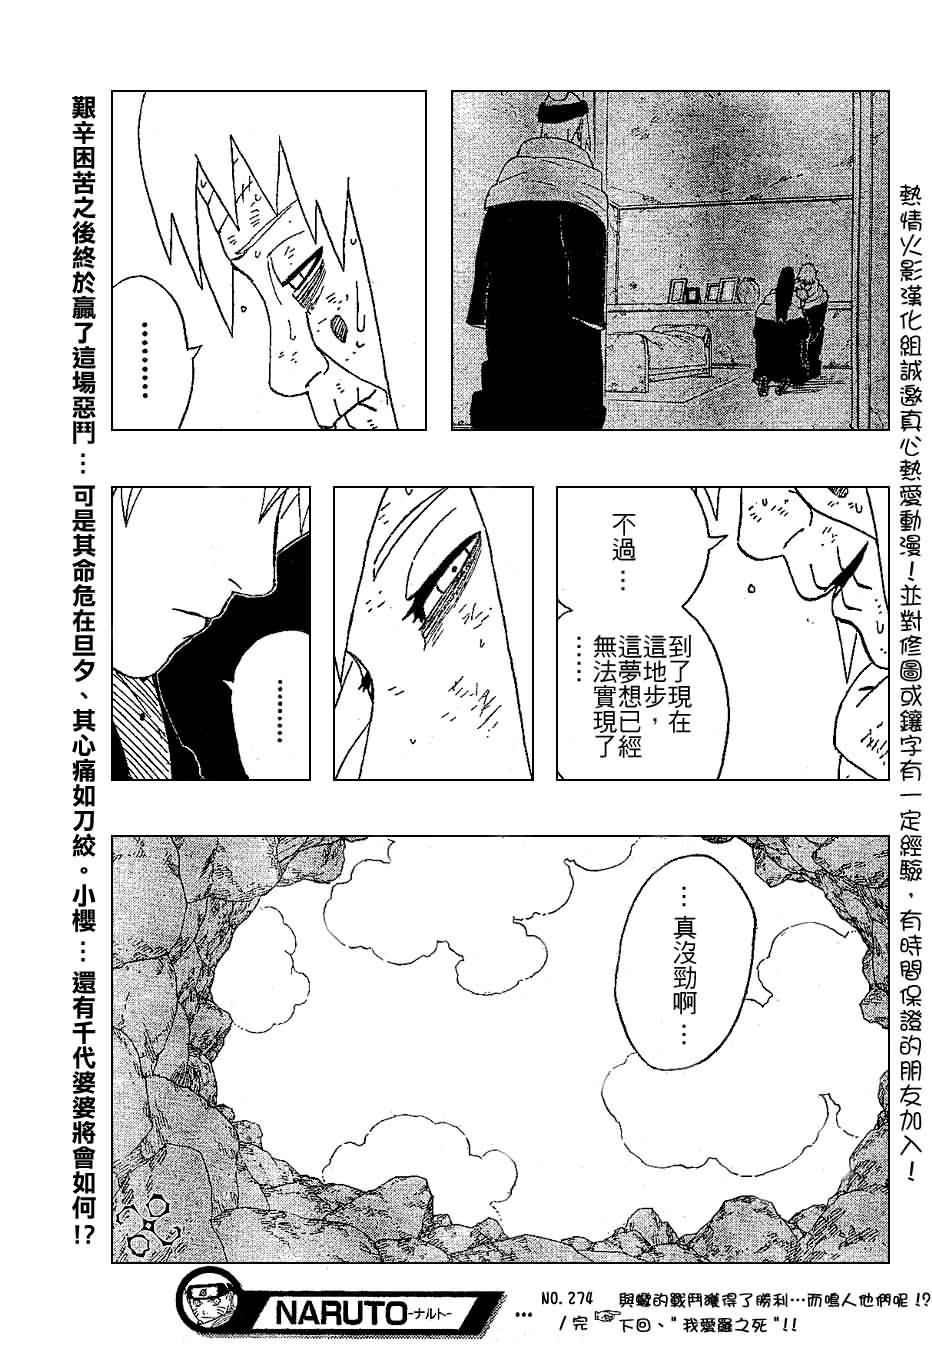 熱情火影漢化組誠邀真心熱愛動漫!並對修圖或鑲字有一定經驗,有時間保證的朋友加入!
………
不過…
到了現在
這地步，
這夢想已經
無法實現了
……
………
…真沒勁啊…
艱辛困苦之後終於贏了這場惡鬥…可是其命危在旦夕、其心痛如刀絞。小櫻…還有千代婆婆將會如何!?
NARUTO-ナルト-
…
NO.274
/完
與蠍的戰鬥獲得了勝利…而鳴人他們呢!?
☞下回、"我愛羅之死"!!